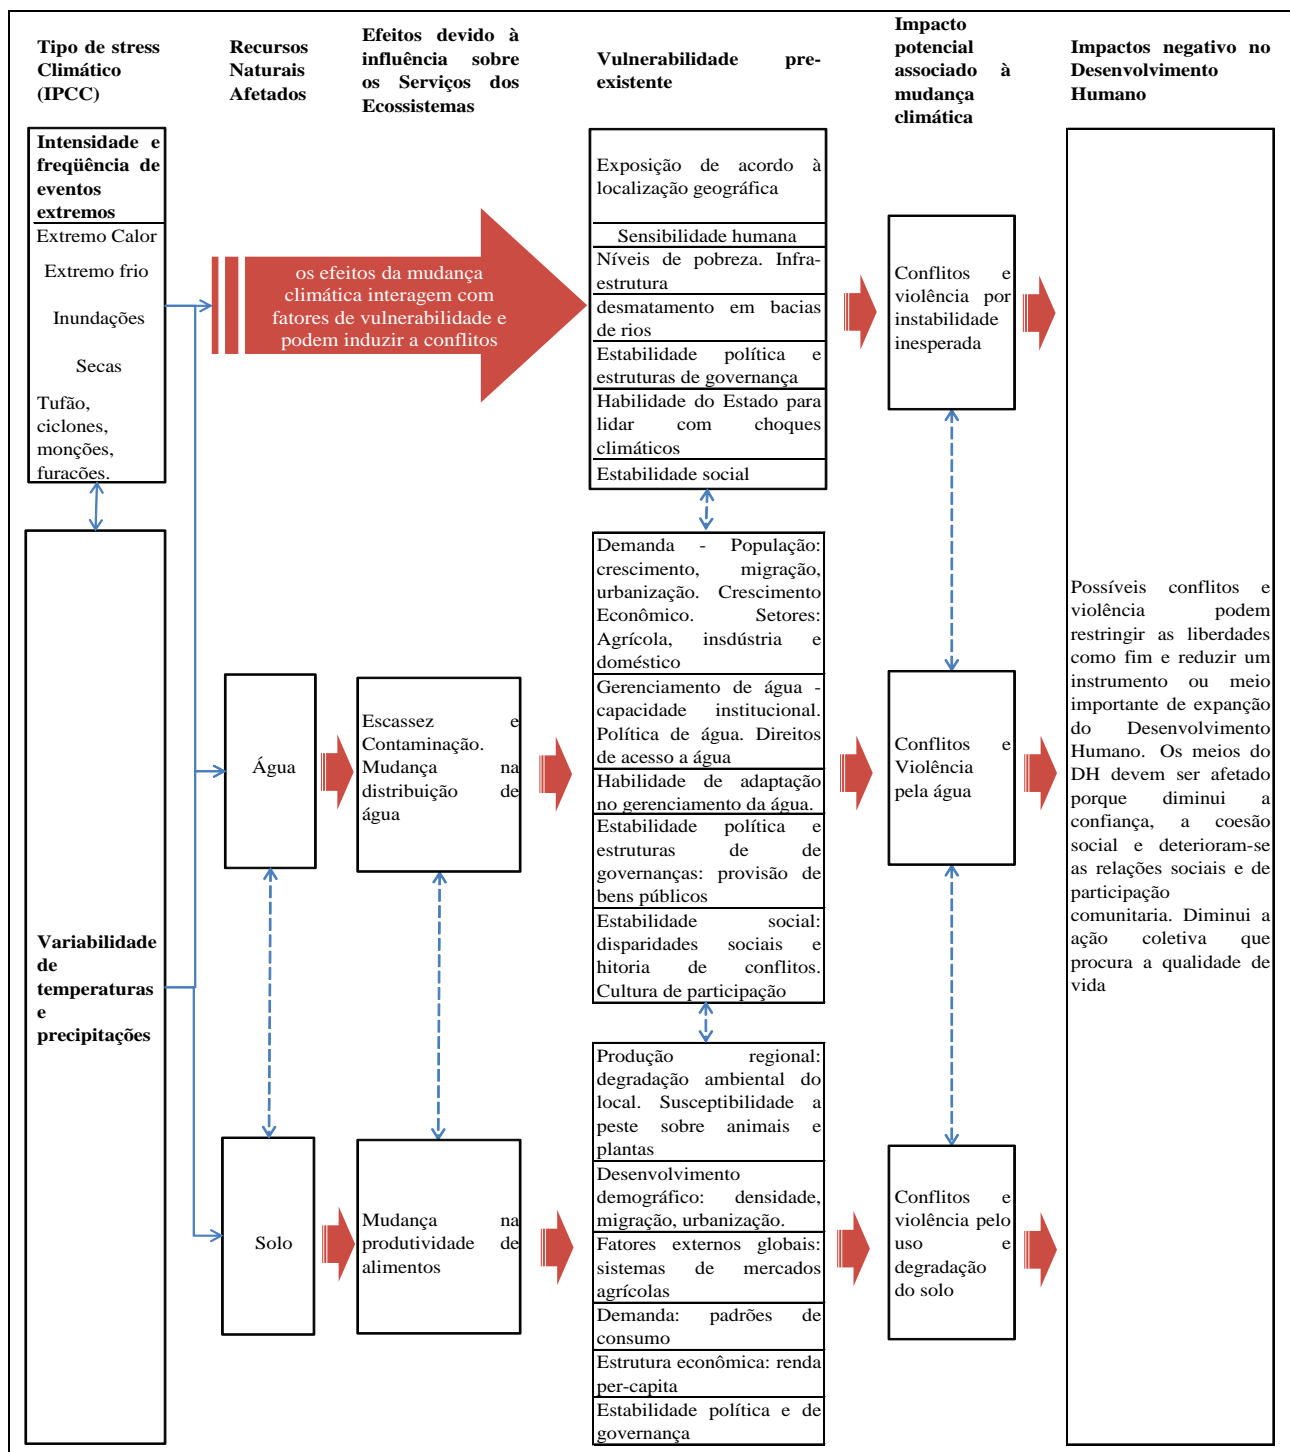 Tipo de stress
Climático
(IPCC)
Recursos
Naturais
Afetados
Efeitos devido à
influência sobre
os Serviços dos
Ecossistemas
Vulnerabilidade pre-
existente
Impacto
potencial
associado à
mudança
climática
Impactos negativo no
Desenvolvimento
Humano
Intensidade e
freqüência de
eventos
extremos
Extremo Calor
Extremo frio
Inundações
Secas
Tufão,
ciclones,
monções,
furacões.
os efeitos da mudança
climática interagem com
fatores de vulnerabilidade e
podem induzir a conflitos
Exposição de acordo à
localização geográfica
Sensibilidade humana
Níveis de pobreza. Infra-
estrutura
desmatamento em bacias
de rios
Estabilidade política e
estruturas de governança
Habilidade do Estado para
lidar com choques
climáticos
Estabilidade social
Conflitos e
violência por
instabilidade
inesperada
Variabilidade
de
temperaturas
e
precipitações
Água
Escassez e
Contaminação.
Mudança na
distribuição de
água
Demanda - População:
crescimento, migração,
urbanização. Crescimento
Econômico. Setores:
Agrícola, insdústria e
doméstico
Gerenciamento de água -
capacidade institucional.
Política de água. Direitos
de acesso a água
Habilidade de adaptação
no gerenciamento da água.
Estabilidade política e
estruturas de de
governanças: provisão de
bens públicos
Estabilidade social:
disparidades sociais e
hitoria de conflitos.
Cultura de participação
Conflitos e
Violência
pela água
Solo
Mudança na
produtividade de
alimentos
Produção regional:
degradação ambiental do
local. Susceptibilidade a
peste sobre animais e
plantas
Desenvolvimento
demográfico: densidade,
migração, urbanização.
Fatores externos globais:
sistemas de mercados
agrícolas
Demanda: padrões de
consumo
Estrutura econômica: renda
per-capita
Estabilidade política e de
governança
Conflitos e
violência pelo
uso e
degradação
do solo
Possíveis conflitos e
violência podem
restringir as liberdades
como fim e reduzir um
instrumento ou meio
importante de expanção
do Desenvolvimento
Humano. Os meios do
DH devem ser afetado
porque diminui a
confiança, a coesão
social e deterioram-se
as relações sociais e de
participação
comunitaria. Diminui a
ação coletiva que
procura a qualidade de
vida